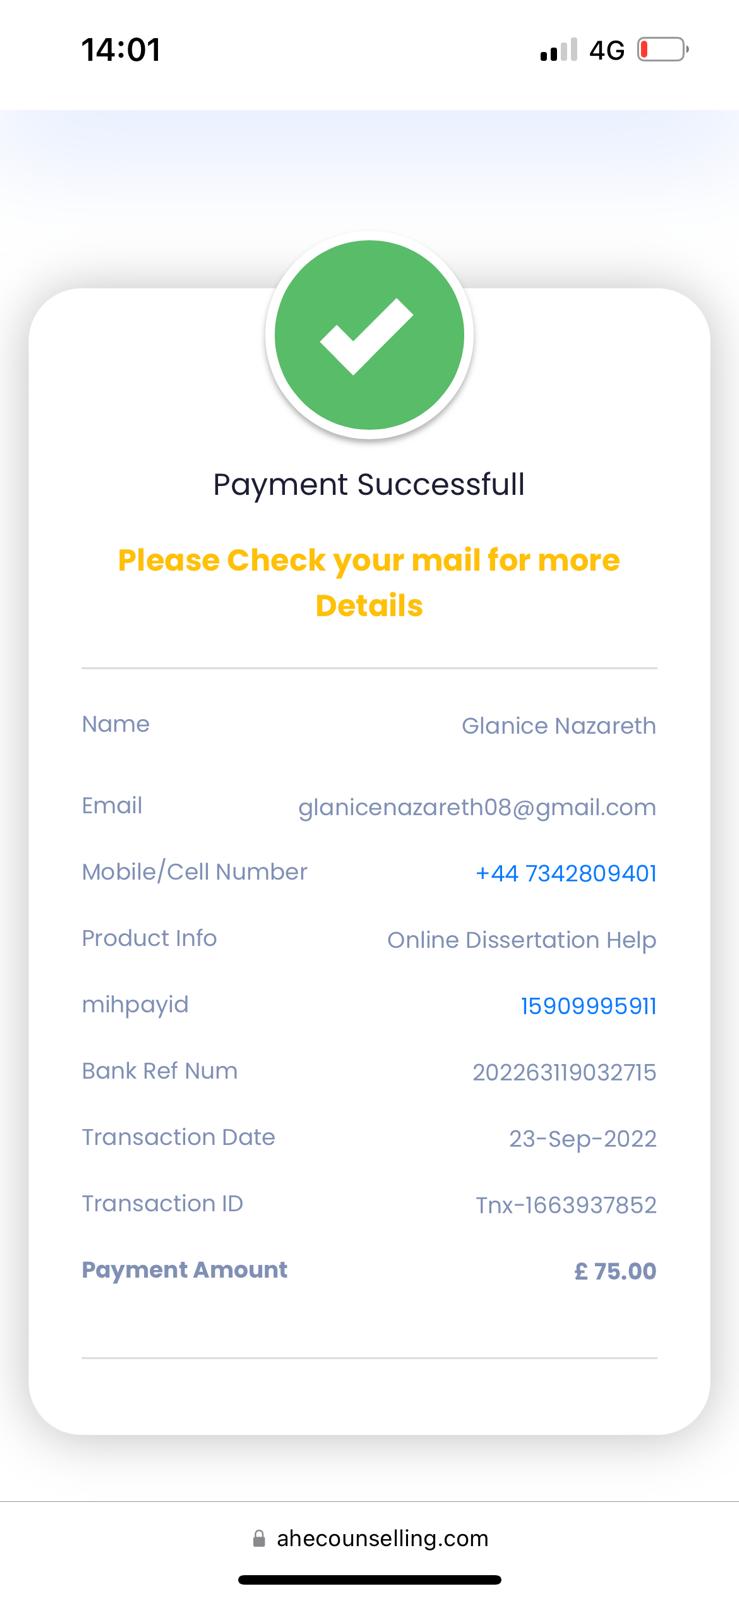 14:01
4G
Payment Successfull
Please Check your mail for more
Details
Name Glanice Nazareth
Email glanicenazareth08@gmail.com
Mobile/Cell Number +44 7342809401
Product Info Online Dissertation Help
mihpayid 15909995911
Bank Ref Num 202263119032715
Transaction Date 23-Sep-2022
Transaction ID Tnx-1663937852
Payment Amount £ 75.00
ahecounselling.com